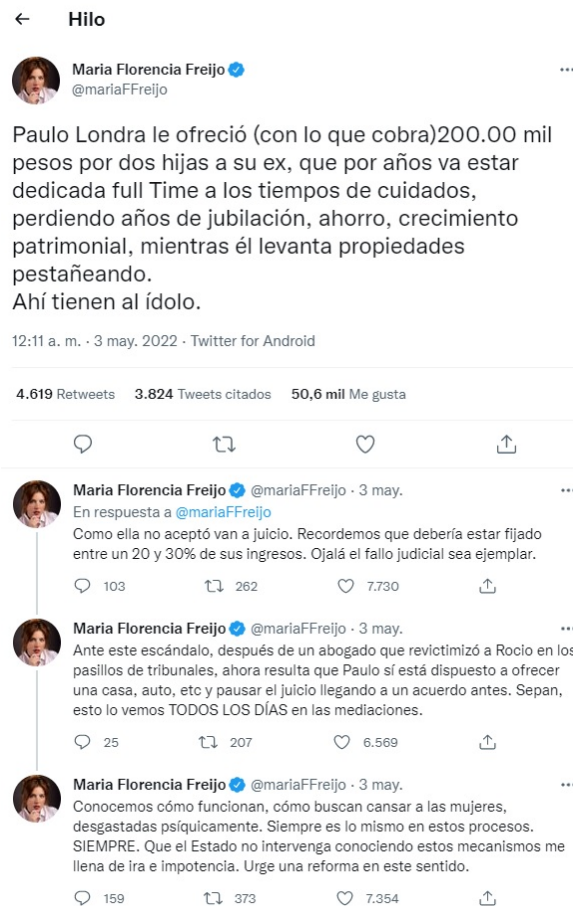 Hilo
Maria Florencia Freijo
@mariaFFreijo
Paulo Londra le ofreció (con lo que cobra)200.00 mil
pesos por dos hijas a su ex, que por años va estar
dedicada full Time a los tiempos de cuidados,
perdiendo años de jubilación, ahorro, crecimiento
patrimonial, mientras él levanta propiedades
pestañeando.
Ahí tienen al ídolo.
12:11 a. m. · 3 may. 2022 · Twitter for Android
4.619 Retweets 3.824 Tweets citados 50,6 mil Me gusta
Maria Florencia Freijo @mariaFFreijo · 3 may.
En respuesta a @mariaFFreijo
Como ella no aceptó van a juicio. Recordemos que debería estar fijado
entre un 20 y 30% de sus ingresos. Ojalá el fallo judicial sea ejemplar.
103 262 7.730
Maria Florencia Freijo @mariaFFreijo · 3 may.
Ante este escándalo, después de un abogado que revictimizó a Rocio en los
pasillos de tribunales, ahora resulta que Paulo sí está dispuesto a ofrecer
una casa, auto, etc y pausar el juicio llegando a un acuerdo antes. Sepan,
esto lo vemos TODOS LOS DÍAS en las mediaciones.
25 207 6.569
Maria Florencia Freijo @mariaFFreijo · 3 may.
Conocemos cómo funcionan, cómo buscan cansar a las mujeres,
desgastadas psíquicamente. Siempre es lo mismo en estos procesos.
SIEMPRE. Que el Estado no intervenga conociendo estos mecanismos me
llena de ira e impotencia. Urge una reforma en este sentido.
159 373 7.354